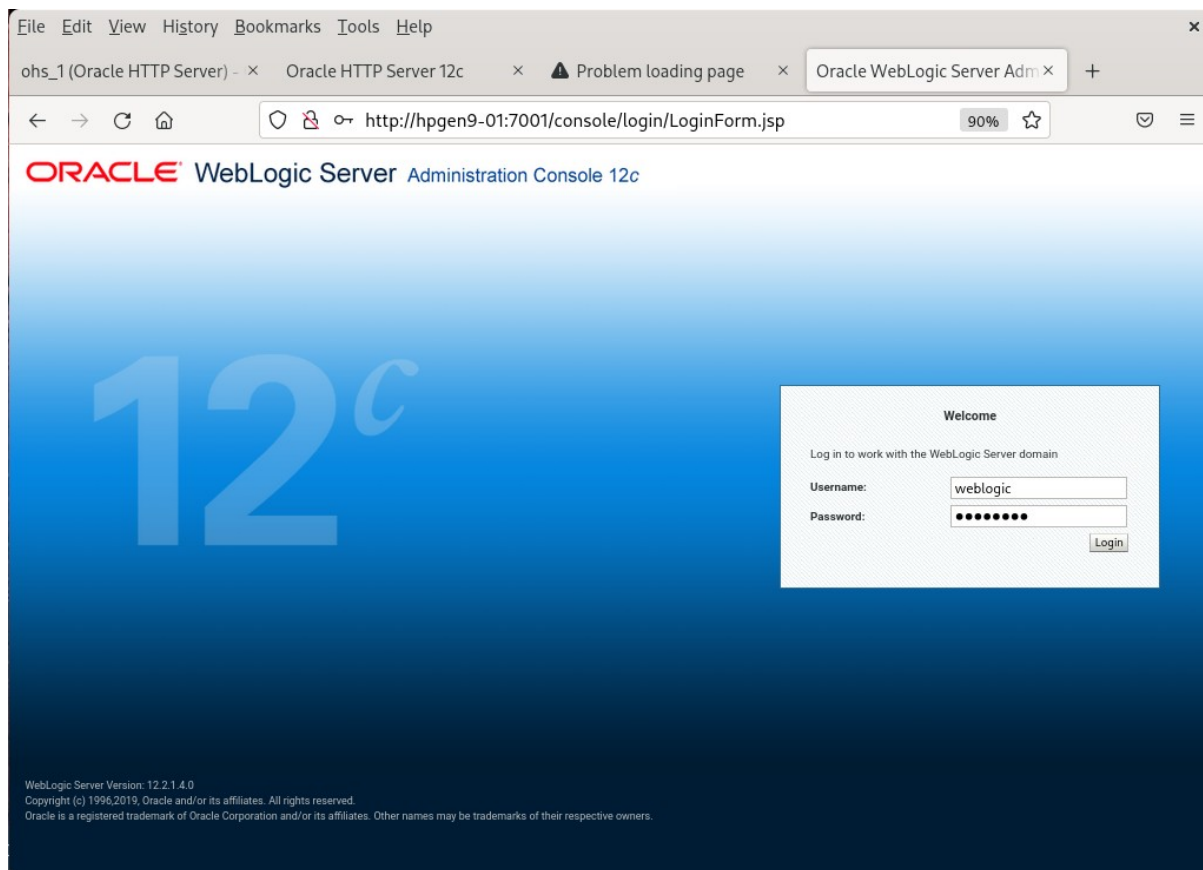 File Edit View History Bookmarks Tools Help
ohs_1 (Oracle HTTP Server) - Oracle HTTP Server 12c Problem loading page Oracle WebLogic Server Adm
http://hpgen9-01:7001/console/login/LoginForm.jsp 90%
ORACLE WebLogic Server Administration Console 12c
12c
Welcome
Log in to work with the WebLogic Server domain
Username: weblogic
Password: ••••••••
Login
WebLogic Server Version: 12.2.1.4.0
Copyright (c) 1996,2019, Oracle and/or its affiliates. All rights reserved.
Oracle is a registered trademark of Oracle Corporation and/or its affiliates. Other names may be trademarks of their respective owners.